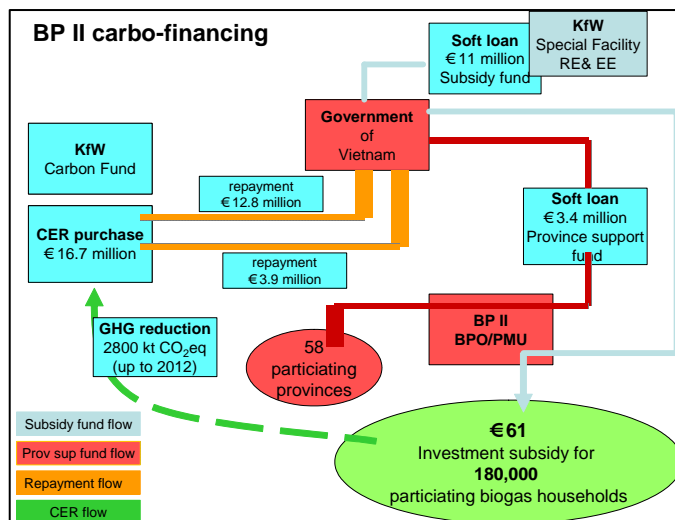 BP II carbo-financing
Soft loan
€11 million
Subsidy fund
KfW
Special Facility
RE& EE
Government
of
Vietnam
KfW
Carbon Fund
repayment
€12.8 million
CER purchase
€16.7 million
repayment
€3.9 million
Soft loan
€3.4 million
Province support
fund
GHG reduction
2800 kt CO₂eq
(up to 2012)
58
particiating
provinces
BP II
BPO/PMU
€61
Investment subsidy for
180,000
particiating biogas households
Subsidy fund flow
Prov sup fund flow
Repayment flow
CER flow